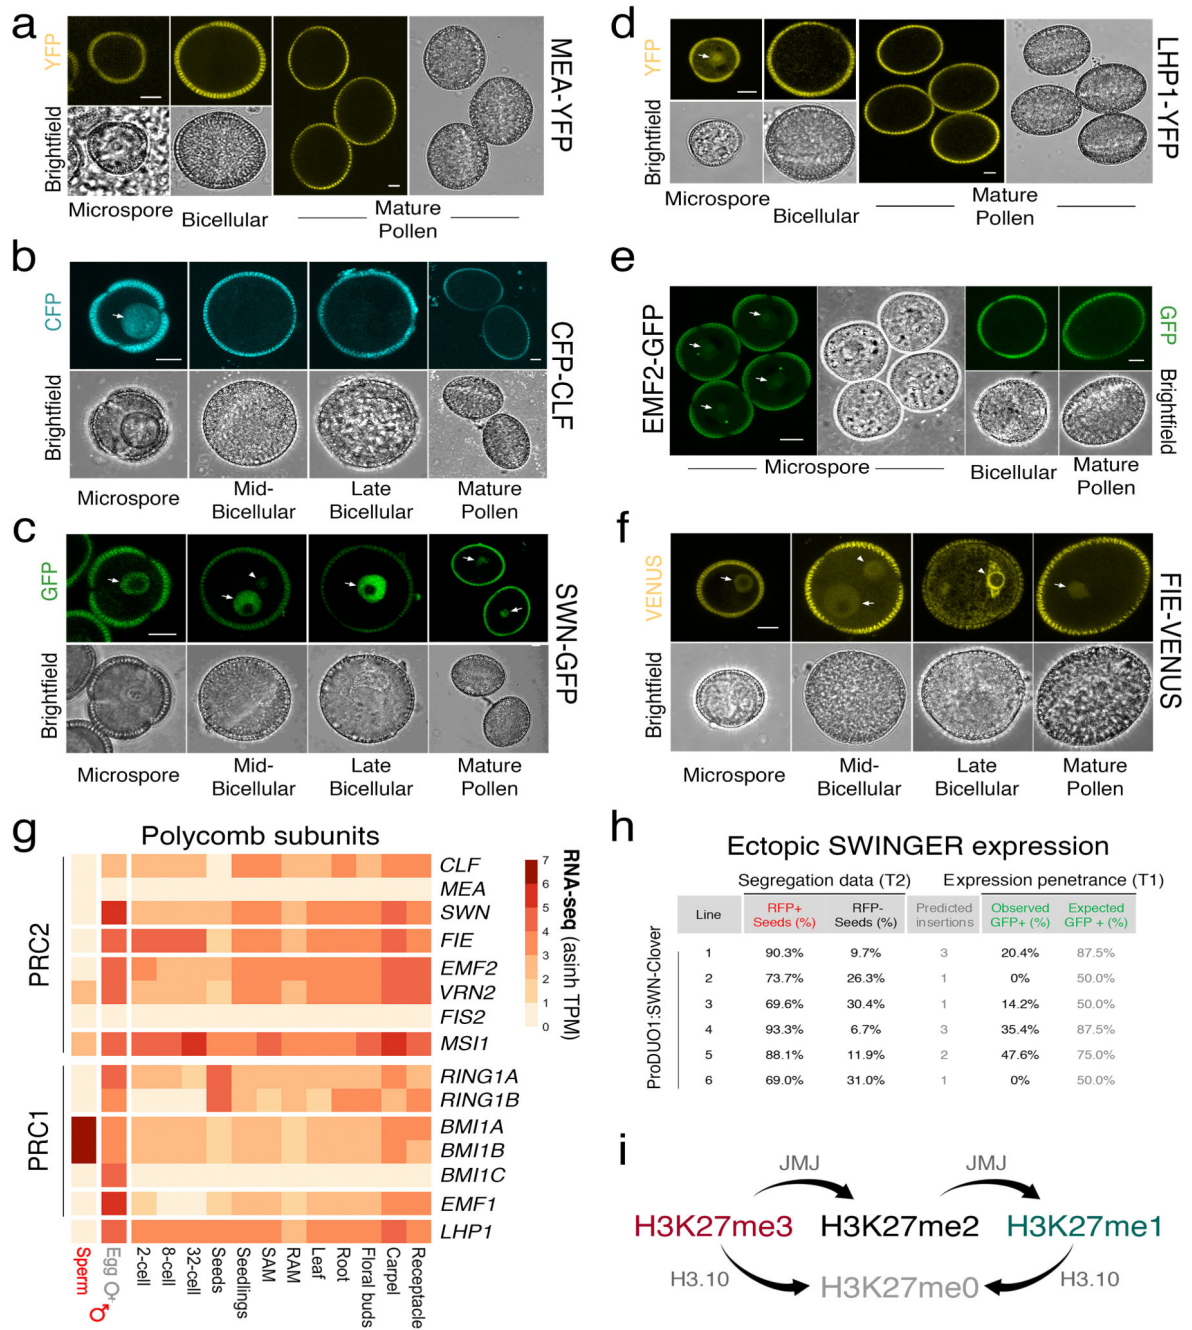 a
YFP
Brightfield
Microspore
Bicellular
Mature
Pollen
MEA-YFP
b
CFP
Brightfield
Microspore
Mid-
Bicellular
Late
Bicellular
Mature
Pollen
CFP-CLF
c
GFP
Brightfield
Microspore
Mid-
Bicellular
Late
Bicellular
Mature
Pollen
SWN-GFP
d
YFP
Brightfield
Microspore
Bicellular
Mature
Pollen
LHP1-YFP
e
EMF2-GFP
Microspore
Bicellular
Mature
Pollen
GFP
Brightfield
f
VENUS
Brightfield
Microspore
Mid-
Bicellular
Late
Bicellular
Mature
Pollen
FIE-VENUS
g
Polycomb subunits
PRC2
PRC1
CLF
MEA
SWN
FIE
EMF2
VRN2
FIS2
MSI1
RING1A
RING1B
BMI1A
BMI1B
BMI1C
EMF1
LHP1
7
6
5
4
3
2
1
0
RNA-seq (asinh TPM)
Sperm ♂
Egg ♀
2-cell
8-cell
32-cell
Seeds
Seedlings
SAM
RAM
Leaf
Root
Floral buds
Carpel
Receptacle
h
Ectopic SWINGER expression
Segregation data (T2) Expression penetrance (T1)
Line RFP+ Seeds (%) RFP- Seeds (%) Predicted insertions Observed GFP+ (%) Expected GFP + (%)
ProDUO1:SWN-Clover
1 90.3% 9.7% 3 20.4% 87.5%
2 73.7% 26.3% 1 0% 50.0%
3 69.6% 30.4% 1 14.2% 50.0%
4 93.3% 6.7% 3 35.4% 87.5%
5 88.1% 11.9% 2 47.6% 75.0%
6 69.0% 31.0% 1 0% 50.0%
i
JMJ JMJ
H3K27me3 H3K27me2 H3K27me1
H3.10 H3K27me0 H3.10